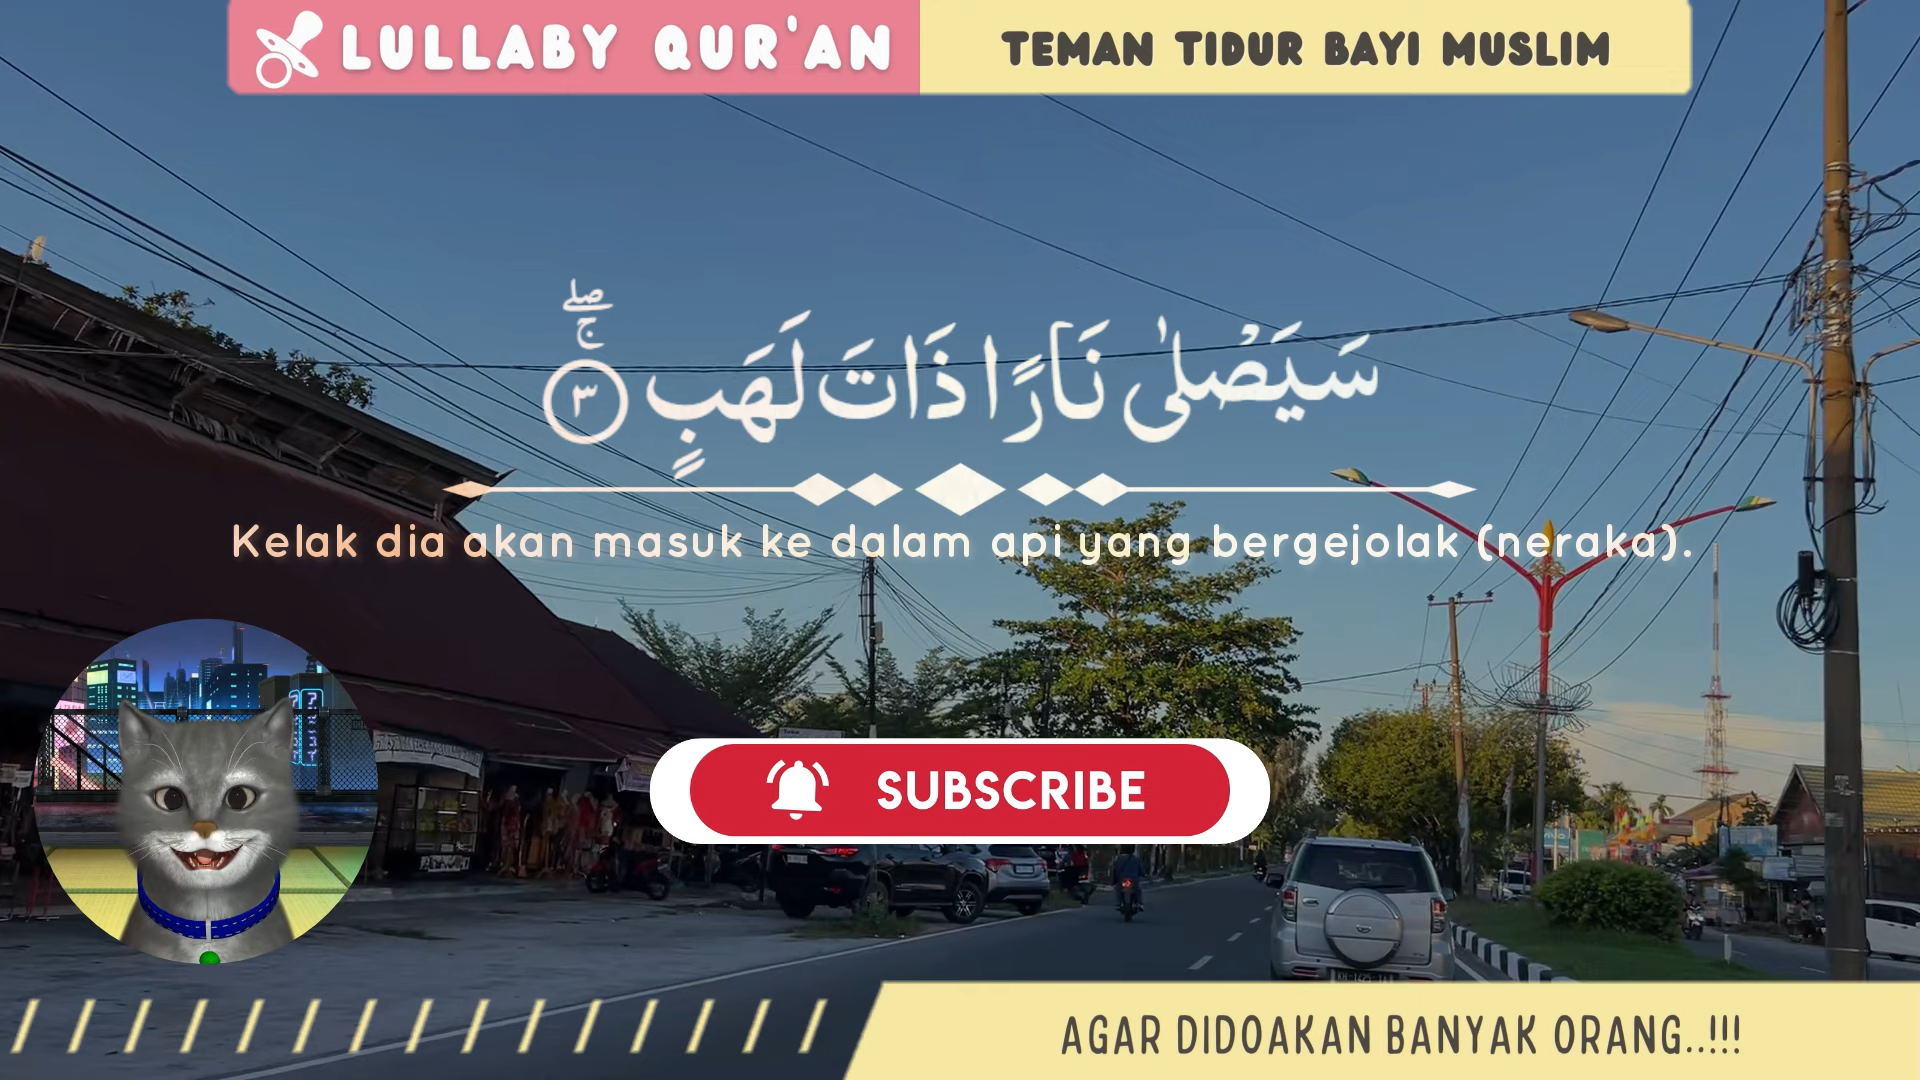 LULLABY QUR'AN
TEMAN TIDUR BAYI MUSLIM
سَيَصْلٰى نَارًا ذَاتَ لَهَبٍ ۖۚ ٣
Kelak dia akan masuk ke dalam api yang bergejolak (neraka).
SUBSCRIBE
AGAR DIDOAKAN BANYAK ORANG..!!!